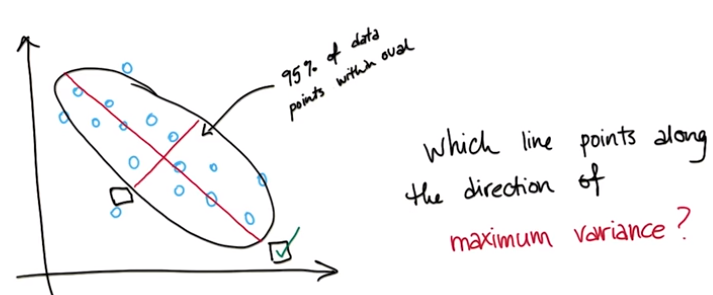 95% of data
points within oval
Which line points along
the direction of
maximum variance?